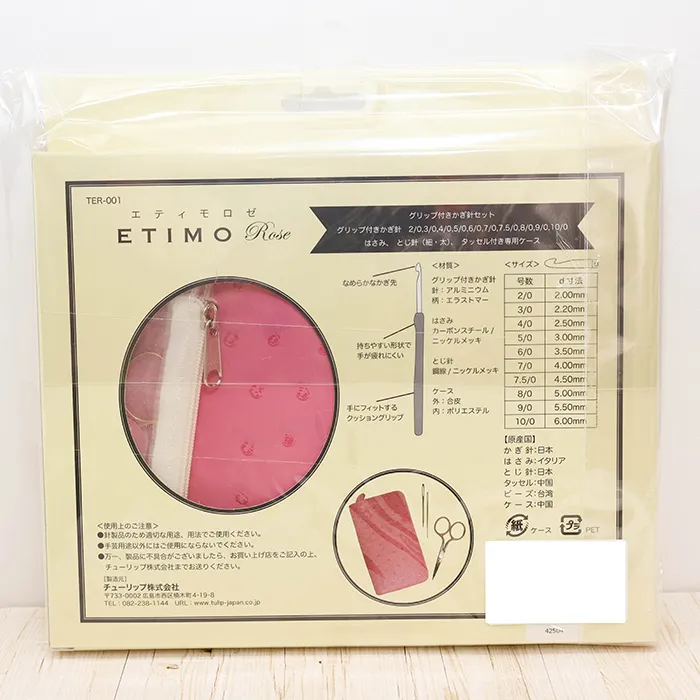 TER-001
エティモロゼ
ETIMO Rose
グリップ付きかぎ針セット
グリップ付きかぎ針 2/0,3/0,4/0,5/0,6/0,7/0,7.5/0,8/0,9/0,10/0
はさみ、とじ針（細・太）、タッセル付き専用ケース
なめらかなかぎ先
持ちやすい形状で
手が疲れにくい
手にフィットする
クッショングリップ
＜材質＞
グリップ付きかぎ針
針：アルミニウム
柄：エラストマー
はさみ
カーボンスチール/
ニッケルメッキ
とじ針
鋼線/ニッケルメッキ
ケース
外：合皮
内：ポリエステル
＜サイズ＞
号数 d寸法
2/0 2.00mm
3/0 2.20mm
4/0 2.50mm
5/0 3.00mm
6/0 3.50mm
7/0 4.00mm
7.5/0 4.50mm
8/0 5.00mm
9/0 5.50mm
10/0 6.00mm
【原産国】
かぎ針:日本
はさみ:イタリア
とじ針:日本
タッセル:中国
ビーズ:台湾
ケース:中国
紙 ケース
プラ PET
＜使用上のご注意＞
●針製品のため適切な用途、用法でご使用ください。
●手芸用途以外にはご使用にならないでください。
●万一、製品に不具合がございましたら、お買い上げ店をご記入の上、
チューリップ株式会社までお送りください。
［製造元］
チューリップ株式会社
〒733-0002 広島市西区楠木町4-19-8
TEL：082-238-1144 URL：www.tulip-japan.co.jp